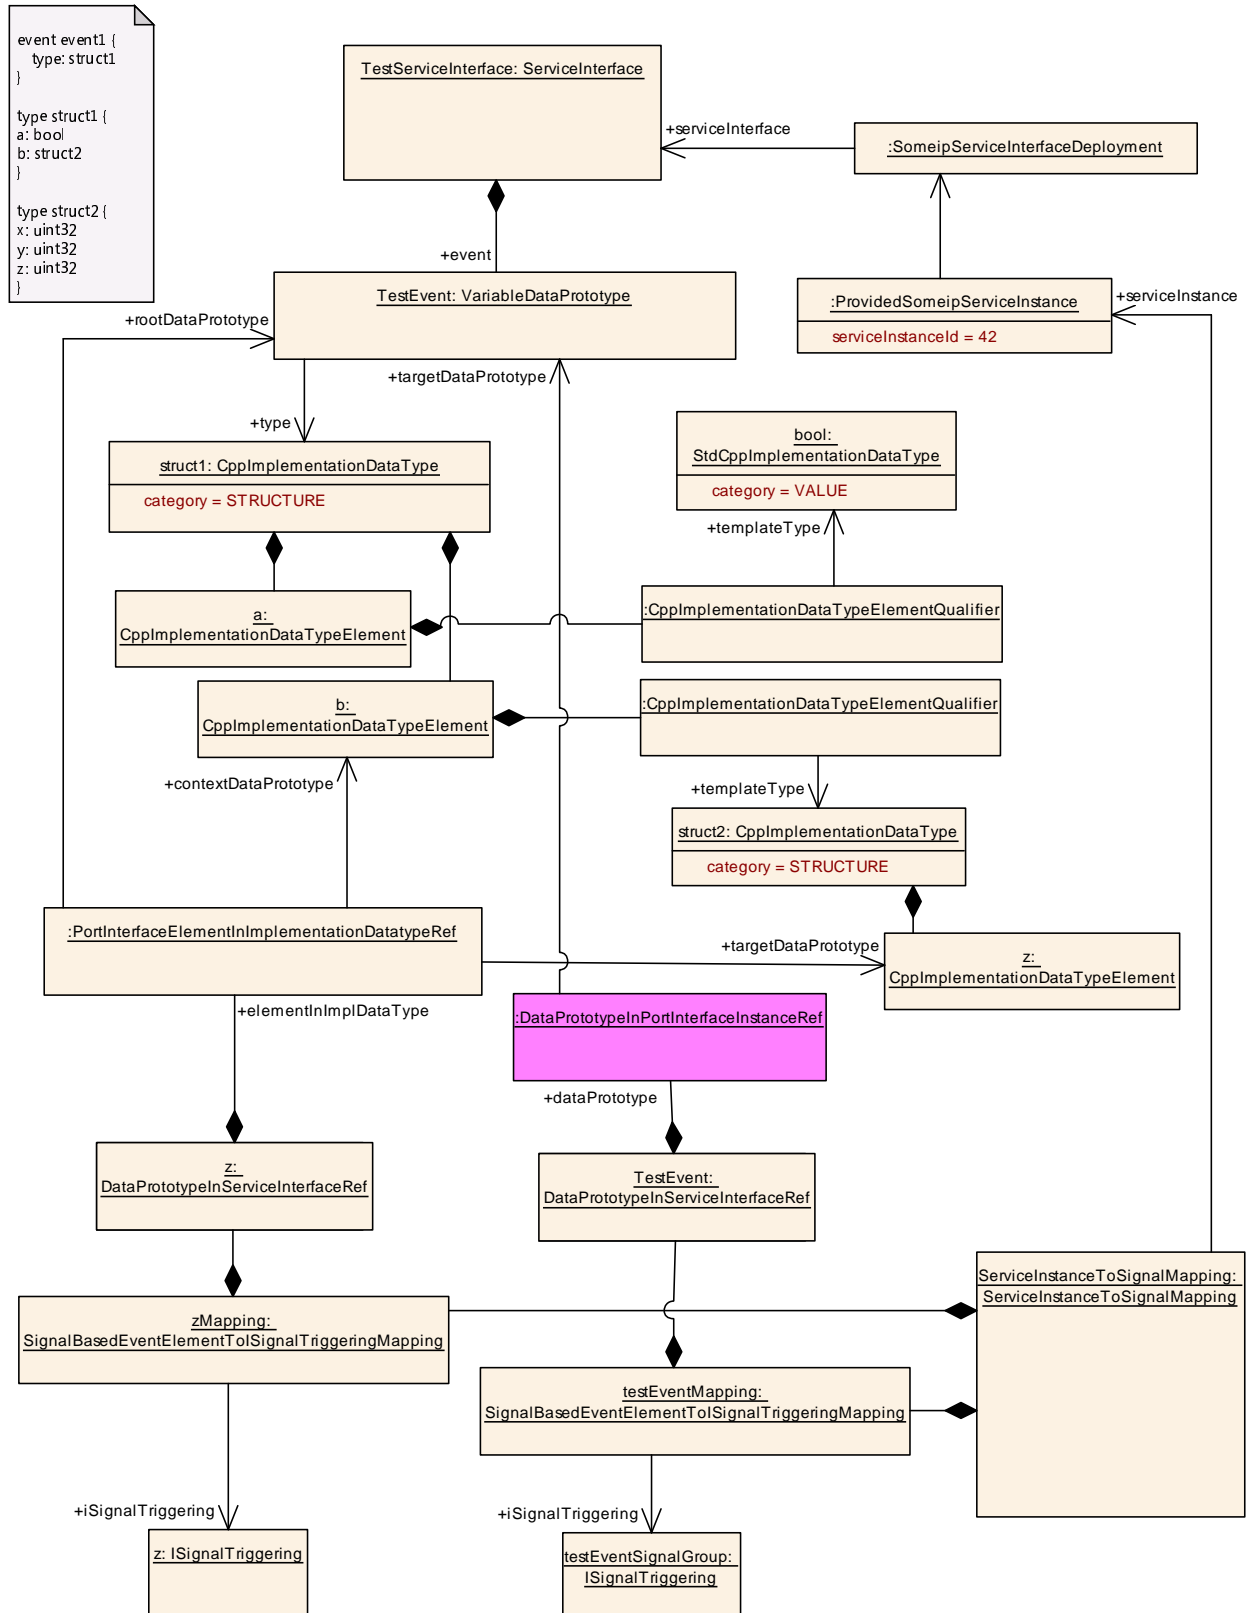 event event1 {
type: struct1
}
type struct1 {
a: bool
b: struct2
}
type struct2 {
x: uint32
y: uint32
z: uint32
}
TestServiceInterface: ServiceInterface
+serviceInterface
:SomeipServiceInterfaceDeployment
+event
TestEvent: VariableDataPrototype
:ProvidedSomeipServiceInstance
serviceInstanceId = 42
+serviceInstance
+rootDataPrototype
+targetDataPrototype
+type
struct1: CppImplementationDataType
category = STRUCTURE
bool:
StdCppImplementationDataType
category = VALUE
+templateType
a:
CppImplementationDataTypeElement
:CppImplementationDataTypeElementQualifier
b:
CppImplementationDataTypeElement
:CppImplementationDataTypeElementQualifier
+contextDataPrototype
+templateType
struct2: CppImplementationDataType
category = STRUCTURE
:PortInterfaceElementInImplementationDatatypeRef
+targetDataPrototype
z:
CppImplementationDataTypeElement
+elementInImplDataType
:DataPrototypeInPortInterfaceInstanceRef
+dataPrototype
z:
DataPrototypeInServiceInterfaceRef
TestEvent:
DataPrototypeInServiceInterfaceRef
ServiceInstanceToSignalMapping:
ServiceInstanceToSignalMapping
zMapping:
SignalBasedEventElementToISignalTriggeringMapping
testEventMapping:
SignalBasedEventElementToISignalTriggeringMapping
+iSignalTriggering
+iSignalTriggering
z: ISignalTriggering
testEventSignalGroup:
ISignalTriggering